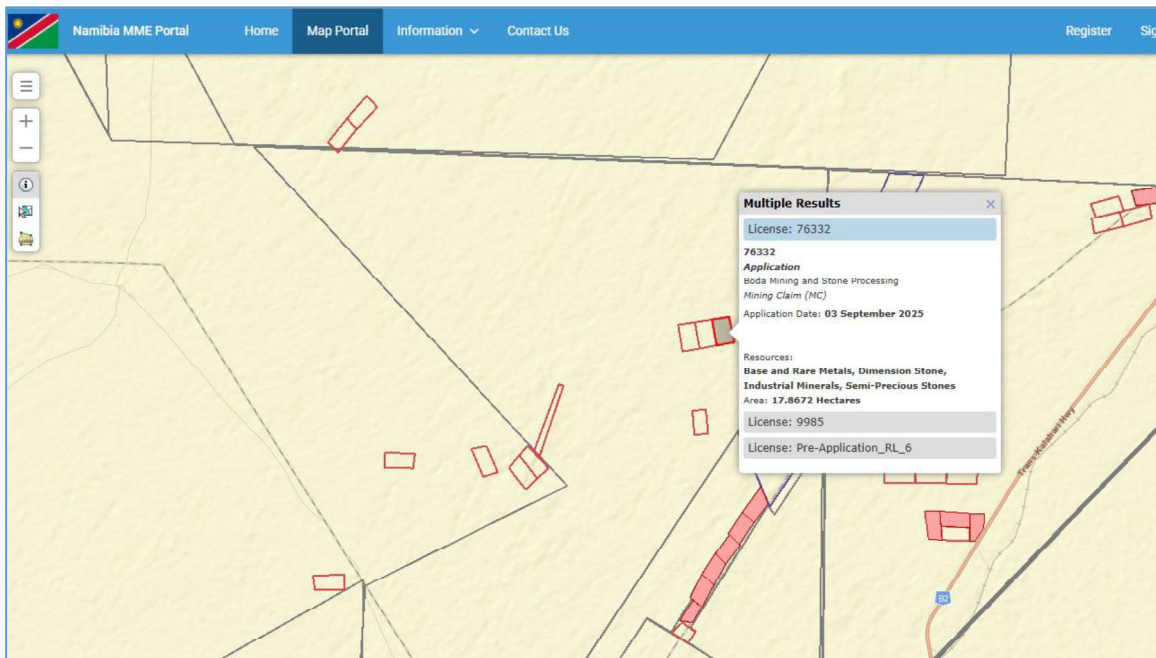 Namibia MME Portal Home Map Portal Information Contact Us Register Sig
Multiple Results
License: 76332
76332
Application
Boda Mining and Stone Processing
Mining Claim (MC)
Application Date: 03 September 2025
Resources:
Base and Rare Metals, Dimension Stone,
Industrial Minerals, Semi-Precious Stones
Area: 17.8672 Hectares
License: 9985
License: Pre-Application_RL_6
Trans-Kalahari Hwy
B2